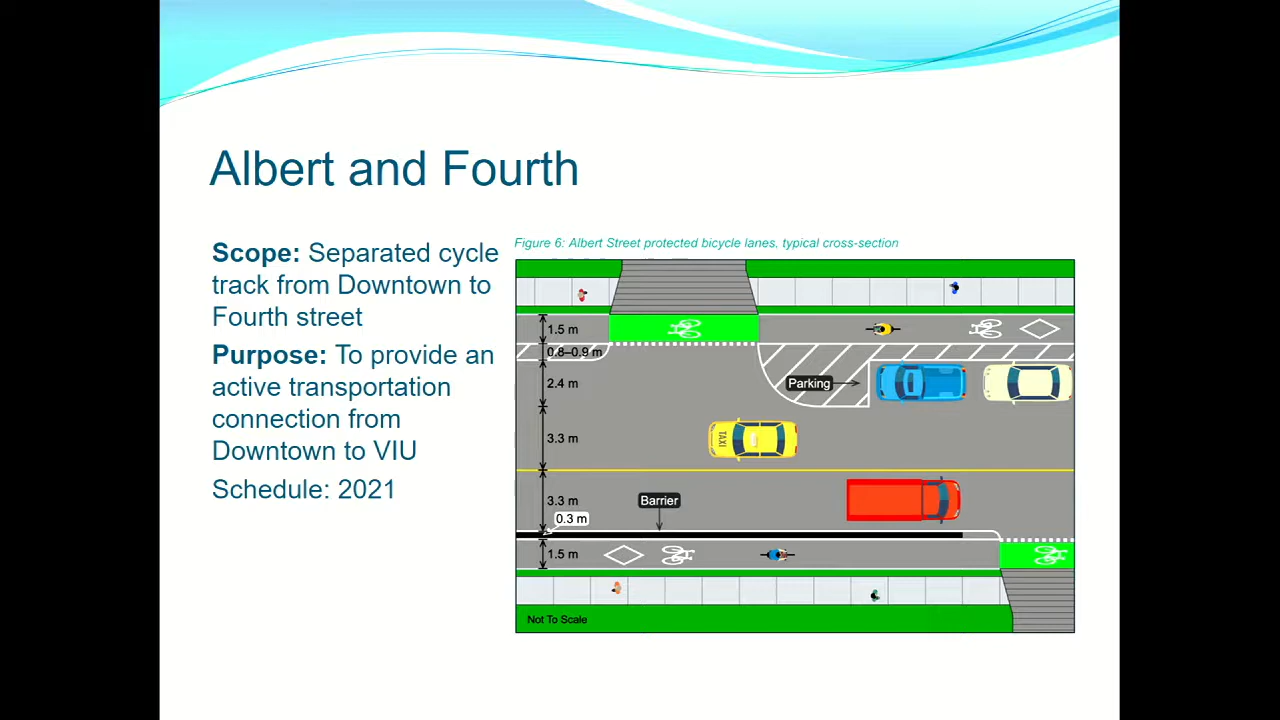 Albert and Fourth
Scope: Separated cycle
track from Downtown to
Fourth street
Purpose: To provide an
active transportation
connection from
Downtown to VIU
Schedule: 2021
Figure 6: Albert Street protected bicycle lanes, typical cross-section
1.5 m
0.8–0.9 m
2.4 m
Parking
3.3 m
TAXI
3.3 m
Barrier
0.3 m
1.5 m
Not To Scale